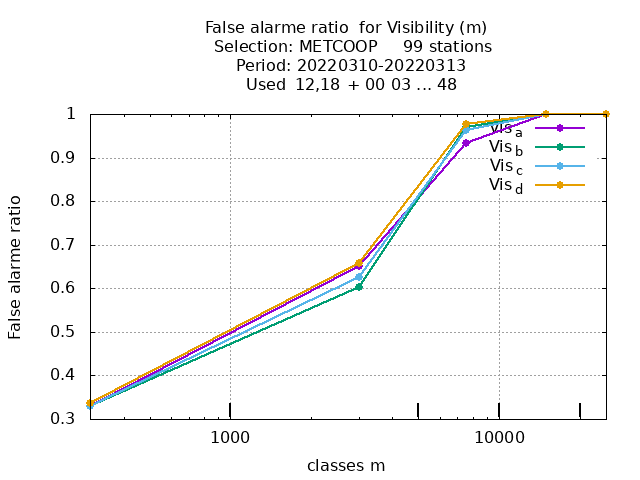 False alarme ratio  for Visibility (m)
Selection: METCOOP     99 stations
Period: 20220310-20220313
Used  12,18 + 00 03 ... 48
False alarme ratio
1
0.9
0.8
0.7
0.6
0.5
0.4
0.3
Vis a
Vis b
Vis c
Vis d
1000
10000
classes m